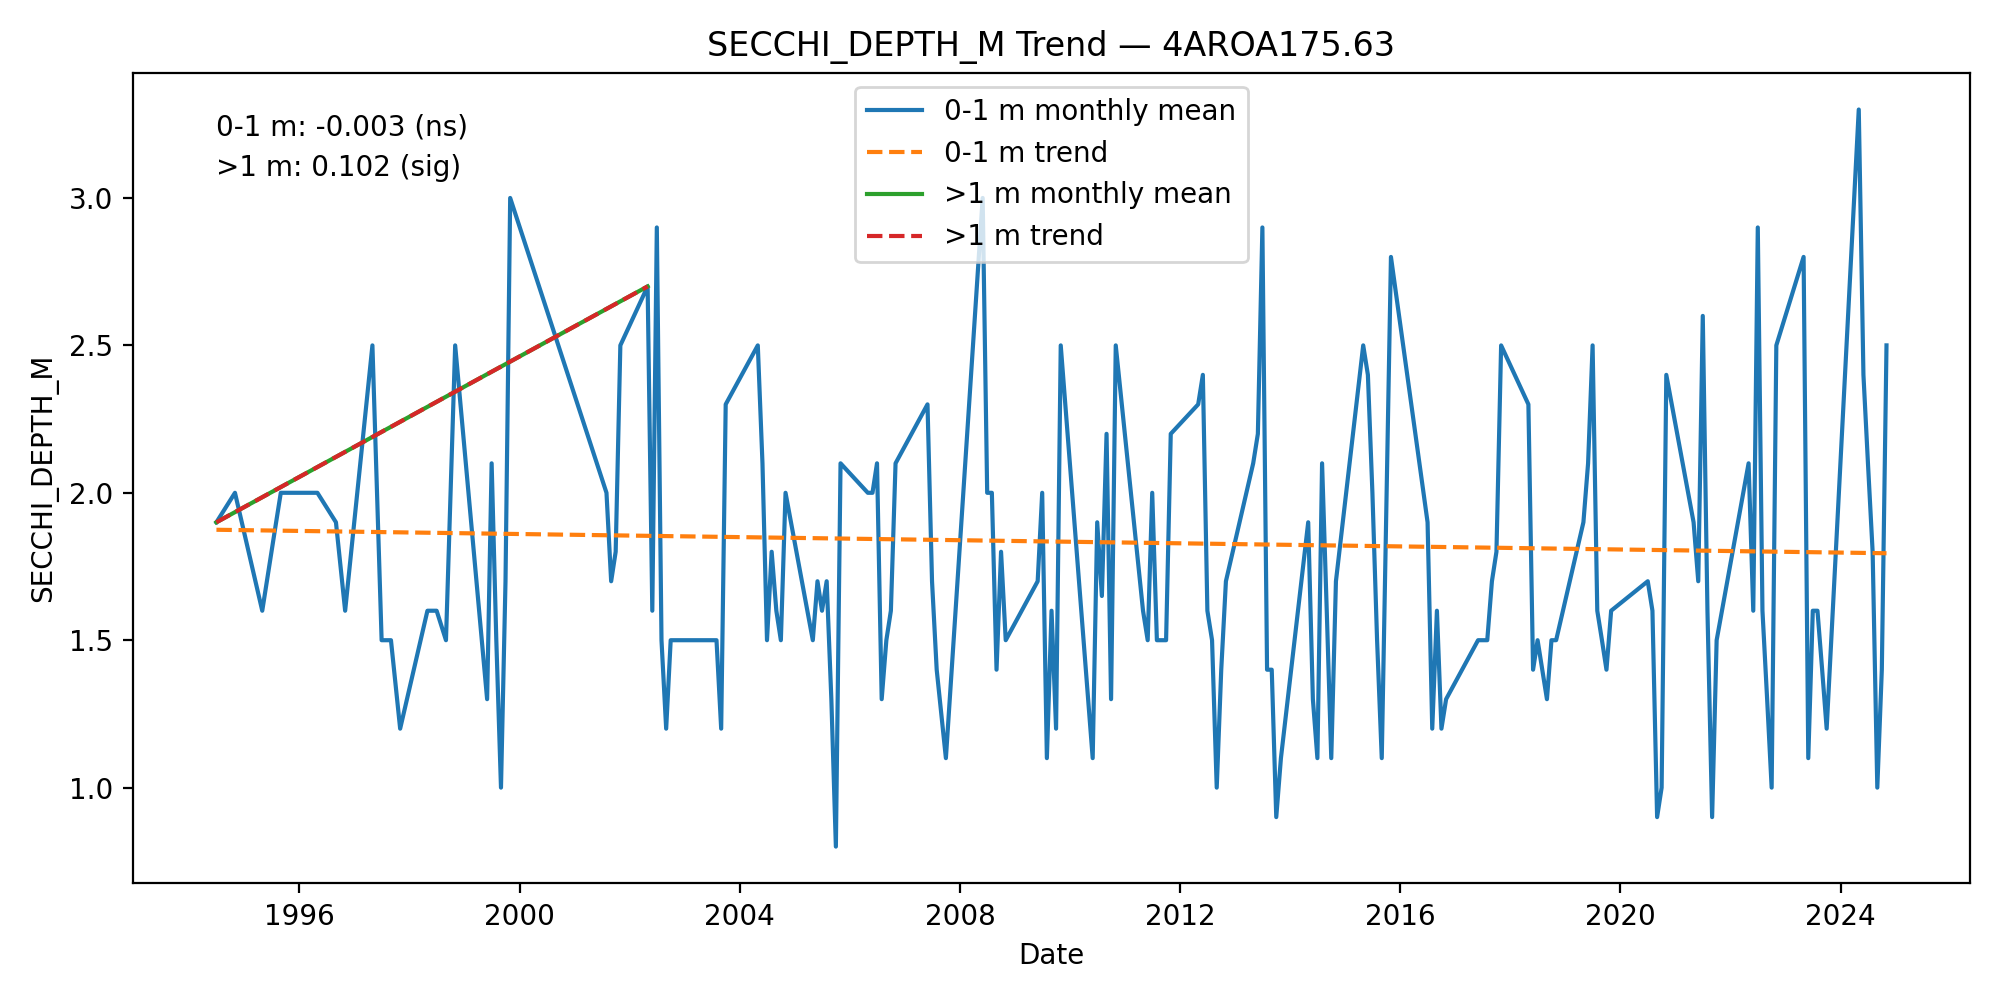 SECCHI_DEPTH_M Trend — 4AROA175.63
0-1 m: -0.003 (ns)
>1 m: 0.102 (sig)
0-1 m monthly mean
0-1 m trend
>1 m monthly mean
>1 m trend
SECCHI_DEPTH_M
3.0
2.5
2.0
1.5
1.0
1996
2000
2004
2008
2012
2016
2020
2024
Date